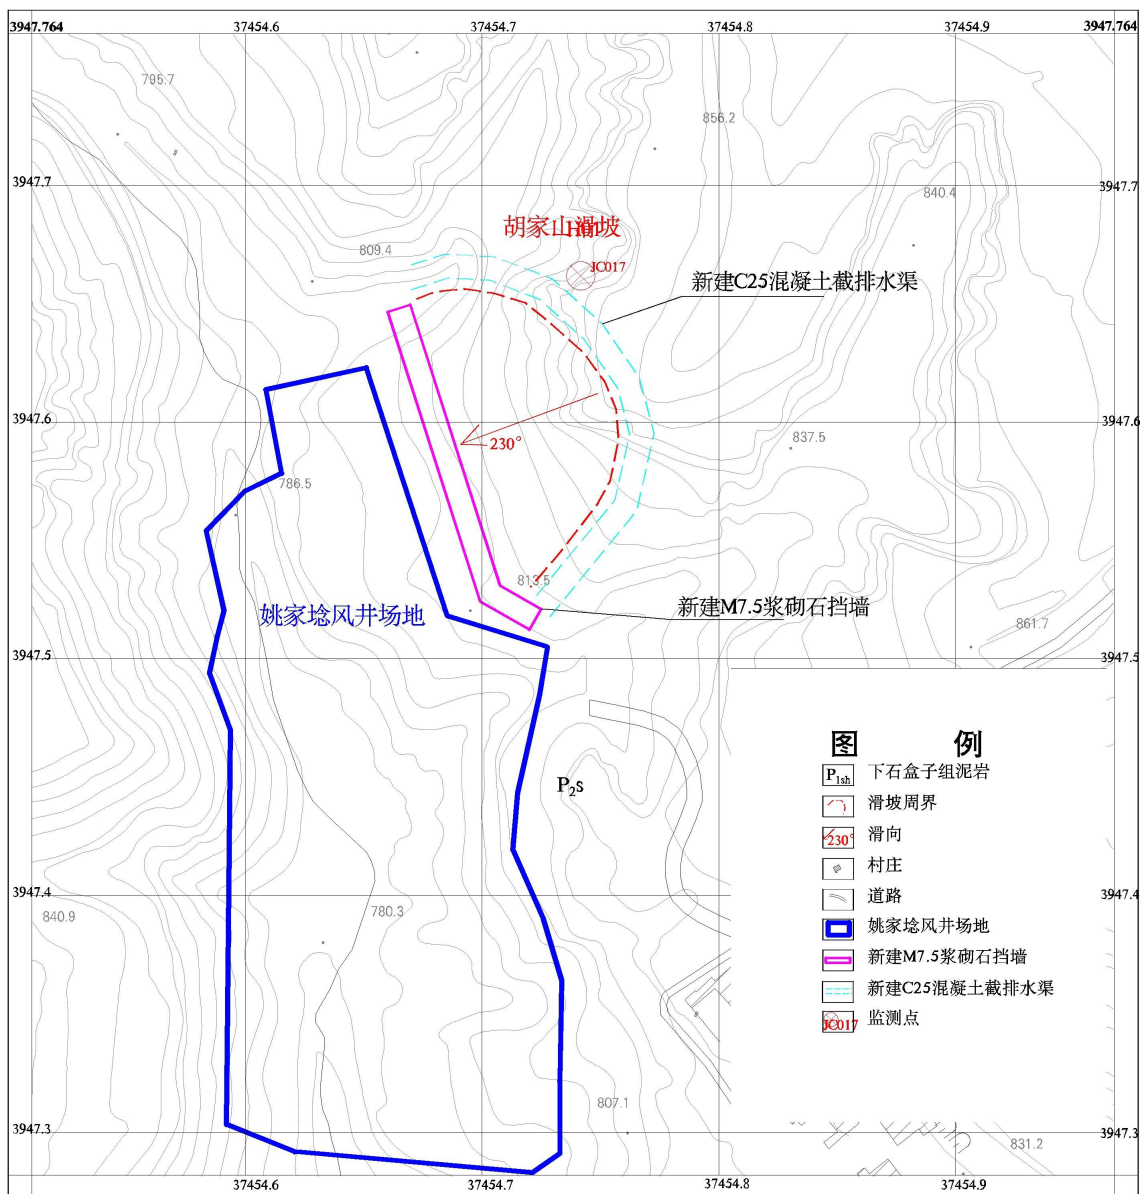 3947.764 37454.6 37454.7 37454.8 37454.9 3947.764
795.7
856.2
3947.7 840.4 3947.7
胡家山滑坡
H01
809.4
JC017
新建C25混凝土截排水渠
3947.6 3947.6
837.5
230°
786.5
813.5
新建M7.5浆砌石挡墙
姚家埝风井场地
861.7
3947.5 3947.5
P₂s
3947.4 3947.4
840.9 780.3
807.1
3947.3 3947.3
831.2
37454.6 37454.7 37454.8 37454.9
图 例
P₁sh 下石盒子组泥岩
滑坡周界
230° 滑向
村庄
道路
姚家埝风井场地
新建M7.5浆砌石挡墙
新建C25混凝土截排水渠
JC017 监测点